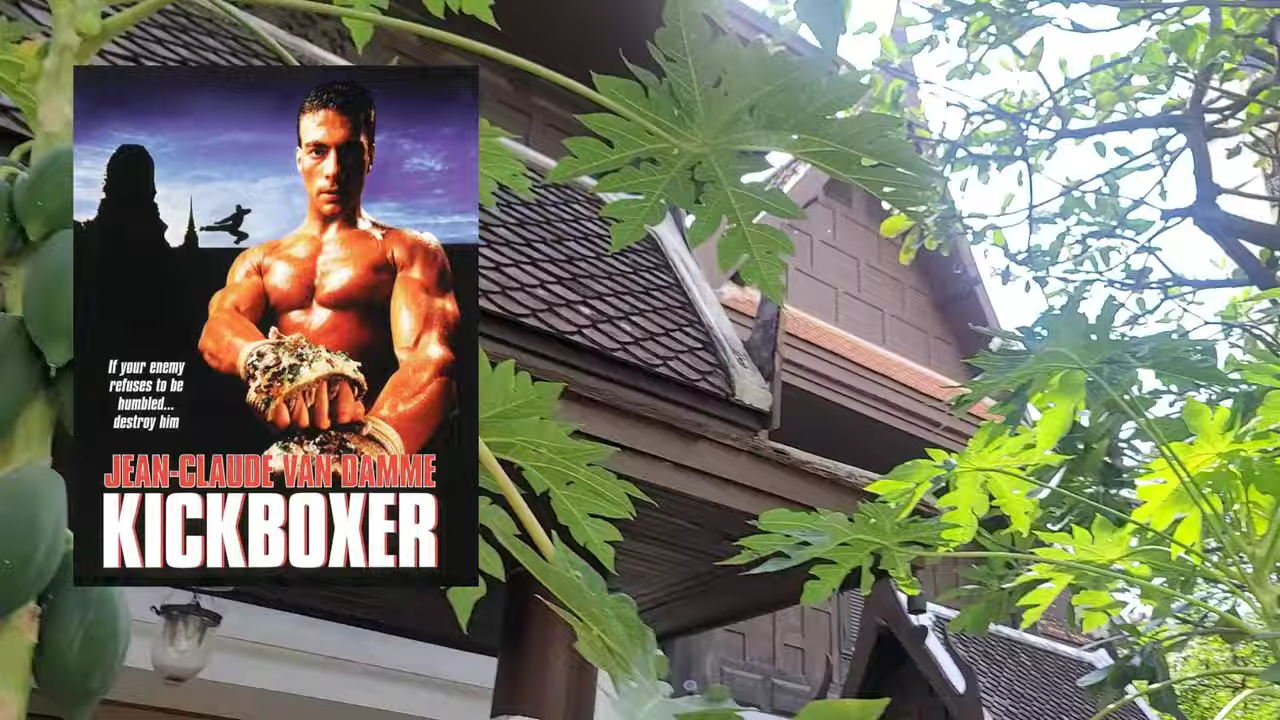 If your enemy
refuses to be
humbled...
destroy him
JEAN-CLAUDE VAN DAMME
KICKBOXER